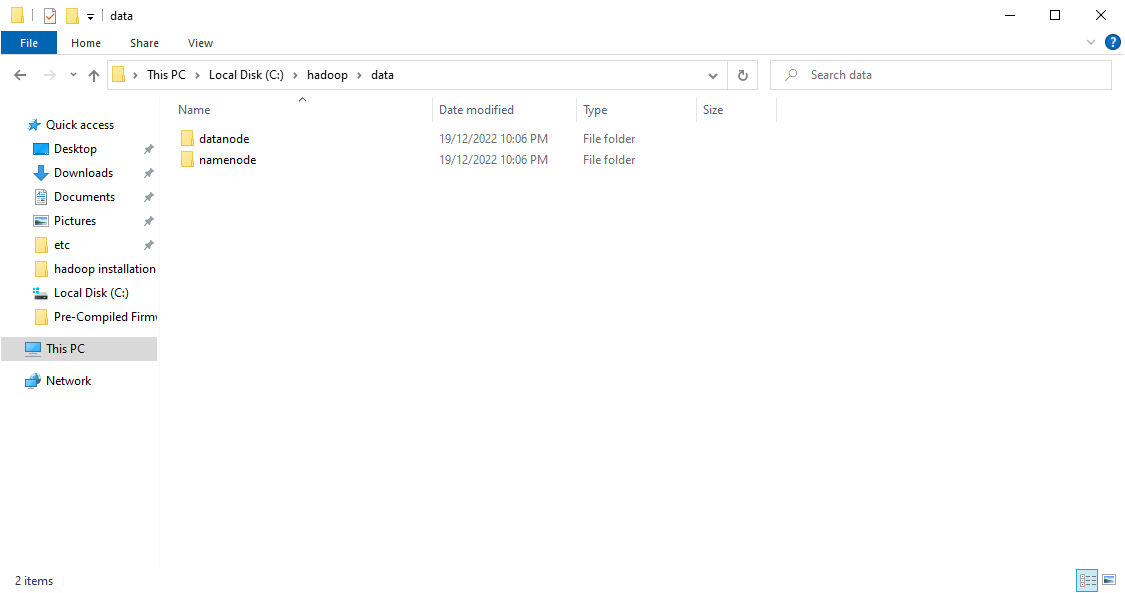 data
File Home Share View
This PC Local Disk (C:) hadoop data
Search data
Name Date modified Type Size
Quick access
Desktop
Downloads
Documents
Pictures
etc
hadoop installation
Local Disk (C:)
Pre-Compiled Firmw
This PC
Network
datanode 19/12/2022 10:06 PM File folder
namenode 19/12/2022 10:06 PM File folder
2 items